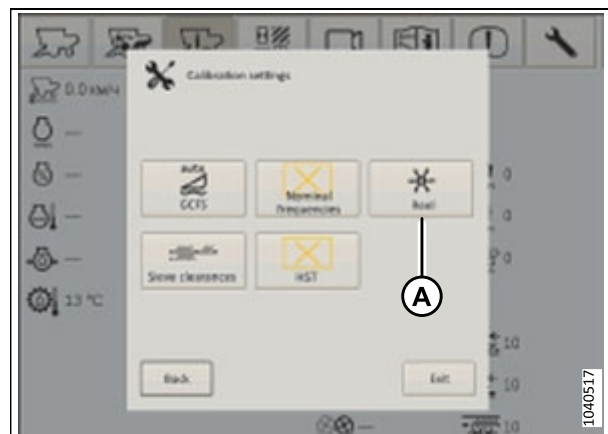 Calibration settings
0.0 км/ч
auto
GCFS
Nominal
frequencies
Reel
0
0
0
Sieve clearances
HST
13 °C
A
10
10
10
Back
Exit
1040517